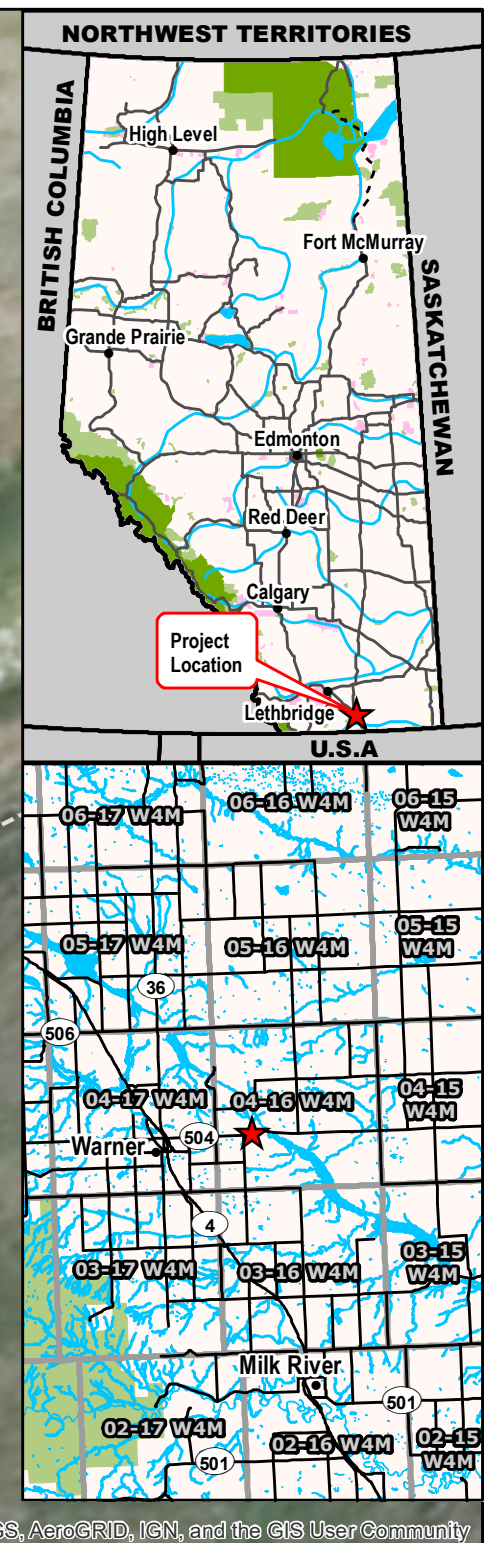 NORTHWEST TERRITORIES
BRITISH COLUMBIA
High Level
Fort McMurray
SASKATCHEWAN
Grande Prairie
Edmonton
Red Deer
Calgary
Project
Location
Lethbridge
U.S.A
06-17 W4M
06-16 W4M
06-15
W4M
05-17 W4M
05-16 W4M
05-15
W4M
36
506
04-17 W4M
04-16 W4M
04-15
W4M
Warner
504
4
03-17 W4M
03-16 W4M
03-15
W4M
Milk River
501
02-17 W4M
02-16 W4M
02-15
W4M
501
GS, AeroGRID, IGN, and the GIS User Community